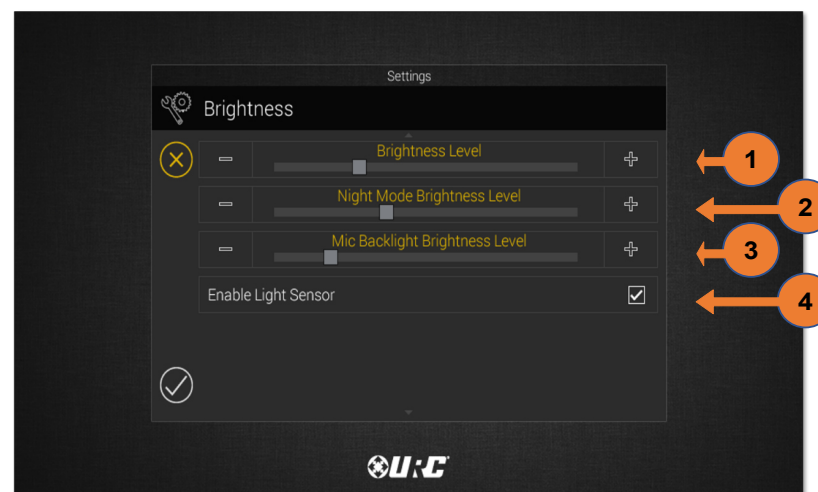 Settings
Brightness
Brightness Level
1
Night Mode Brightness Level
2
Mic Backlight Brightness Level
3
Enable Light Sensor
4
URC